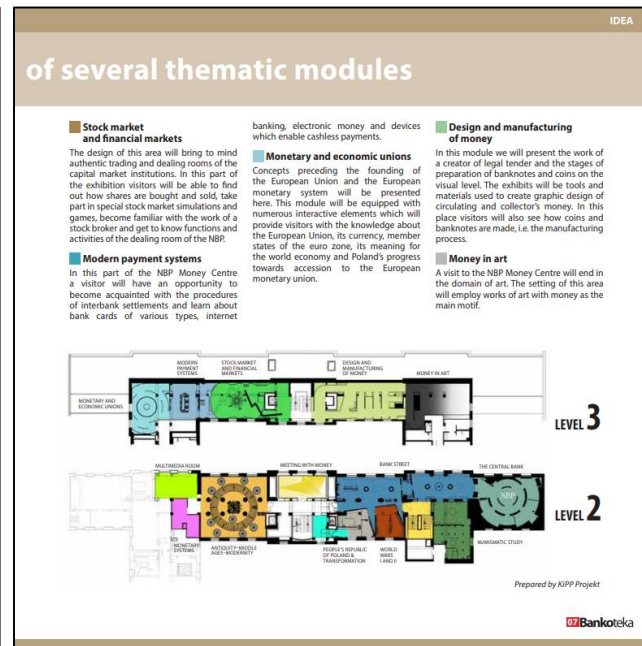 IDEA
of several thematic modules
Stock market
and financial markets
The design of this area will bring to mind
authentic trading and dealing rooms of the
capital market institutions. In this part of
the exhibition visitors will be able to find
out how shares are bought and sold, take
part in special stock market simulations and
games, become familiar with the work of a
stock broker and get to know functions and
activities of the dealing room of the NBP.
Modern payment systems
In this part of the NBP Money Centre
a visitor will have an opportunity to
become acquainted with the procedures
of interbank settlements and learn about
bank cards of various types, internet
banking, electronic money and devices
which enable cashless payments.
Monetary and economic unions
Concepts preceding the founding of
the European Union and the European
monetary system will be presented
here. This module will be equipped with
numerous interactive elements which will
provide visitors with the knowledge about
the European Union, its currency, member
states of the euro zone, its meaning for
the world economy and Poland's progress
towards accession to the European
monetary union.
Design and manufacturing
of money
In this module we will present the work of
a creator of legal tender and the stages of
preparation of banknotes and coins on the
visual level. The exhibits will be tools and
materials used to create graphic design of
circulating and collector's money. In this
place visitors will also see how coins and
banknotes are made, i.e. the manufacturing
process.
Money in art
A visit to the NBP Money Centre will end in
the domain of art. The setting of this area
will employ works of art with money as the
main motif.
MODERN
PAYMENT
SYSTEMS
STOCK MARKET
AND FINANCIAL
MARKETS
DESIGN AND
MANUFACTURING
OF MONEY
MONEY IN ART
MONETARY AND
ECONOMIC UNIONS
LEVEL 3
MULTIMEDIA ROOM
MEETING WITH MONEY
BANK STREET
THE CENTRAL BANK
NBP
LEVEL 2
MONETARY
SYSTEMS
ANTIQUITY-MIDDLE
AGES-MODERNITY
PEOPLE'S REPUBLIC
OF POLAND &
TRANSFORMATION
WORLD
WARS
I AND II
NUMISMATIC STUDY
Prepared by KiPP Projekt
07 Bankoteka